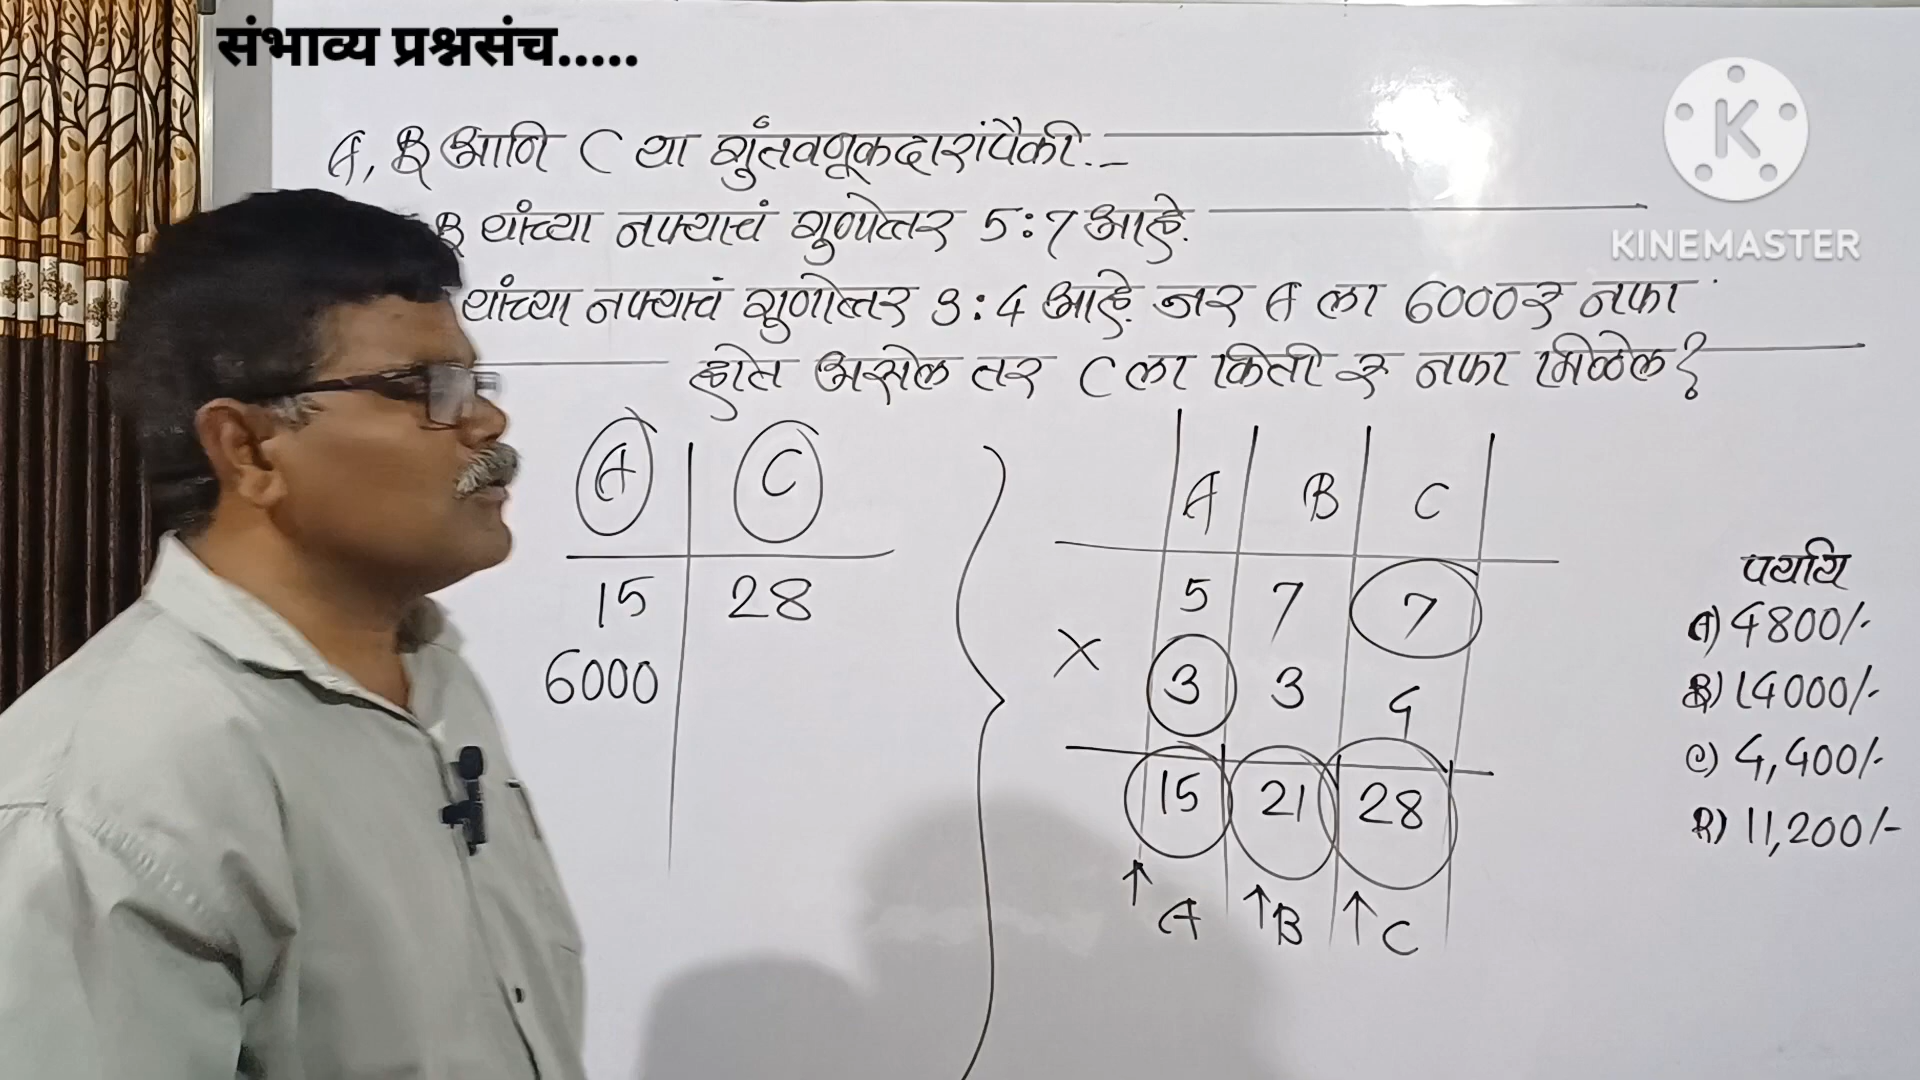 संभाव्य प्रश्नसंच.....
KINEMASTER
A, B आणि C या गुंतवणूकदारांपैकी:-
B यांच्या नफ्याचं गुणोत्तर 5:7 आहे.
यांच्या नफ्याचं गुणोत्तर 3:4 आहे. जर A ला 6000 रु नफा
होत असेल तर C ला किती रु नफा मिळेल?
A C
15 28
6000
A B C
5 7 7
× 3 3 4
15 21 28
↑A ↑B ↑C
पर्याय
A) 4800/-
B) 14000/-
C) 4,400/-
D) 11,200/-